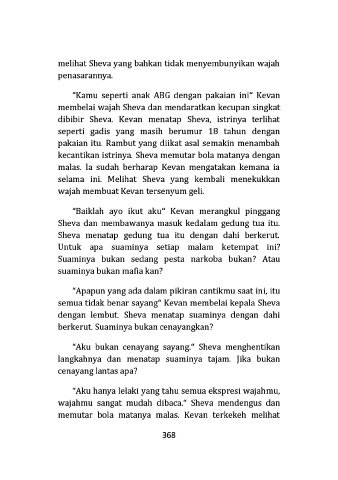 melihat Sheva yang bahkan tidak menyembunyikan wajah
penasarannya.
"Kamu seperti anak ABG dengan pakaian ini" Kevan
membelai wajah Sheva dan mendaratkan kecupan singkat
dibibir Sheva. Kevan menatap Sheva, istrinya terlihat
seperti gadis yang masih berumur 18 tahun dengan
pakaian itu. Rambut yang diikat asal semakin menambah
kecantikan istrinya. Sheva memutar bola matanya dengan
malas. Ia sudah berharap Kevan mengatakan kemana ia
selama ini. Melihat Sheva yang kembali menekukkan
wajah membuat Kevan tersenyum geli.
"Baiklah ayo ikut aku" Kevan merangkul pinggang
Sheva dan membawanya masuk kedalam gedung tua itu.
Sheva menatap gedung tua itu dengan dahi berkerut.
Untuk apa suaminya setiap malam ketempat ini?
Suaminya bukan sedang pesta narkoba bukan? Atau
suaminya bukan mafia kan?
"Apapun yang ada dalam pikiran cantikmu saat ini, itu
semua tidak benar sayang" Kevan membelai kepala Sheva
dengan lembut. Sheva menatap suaminya dengan dahi
berkerut. Suaminya bukan cenayangkan?
"Aku bukan cenayang sayang." Sheva menghentikan
langkahnya dan menatap suaminya tajam. Jika bukan
cenayang lantas apa?
"Aku hanya lelaki yang tahu semua ekspresi wajahmu,
wajahmu sangat mudah dibaca." Sheva mendengus dan
memutar bola matanya malas. Kevan terkekeh melihat
368